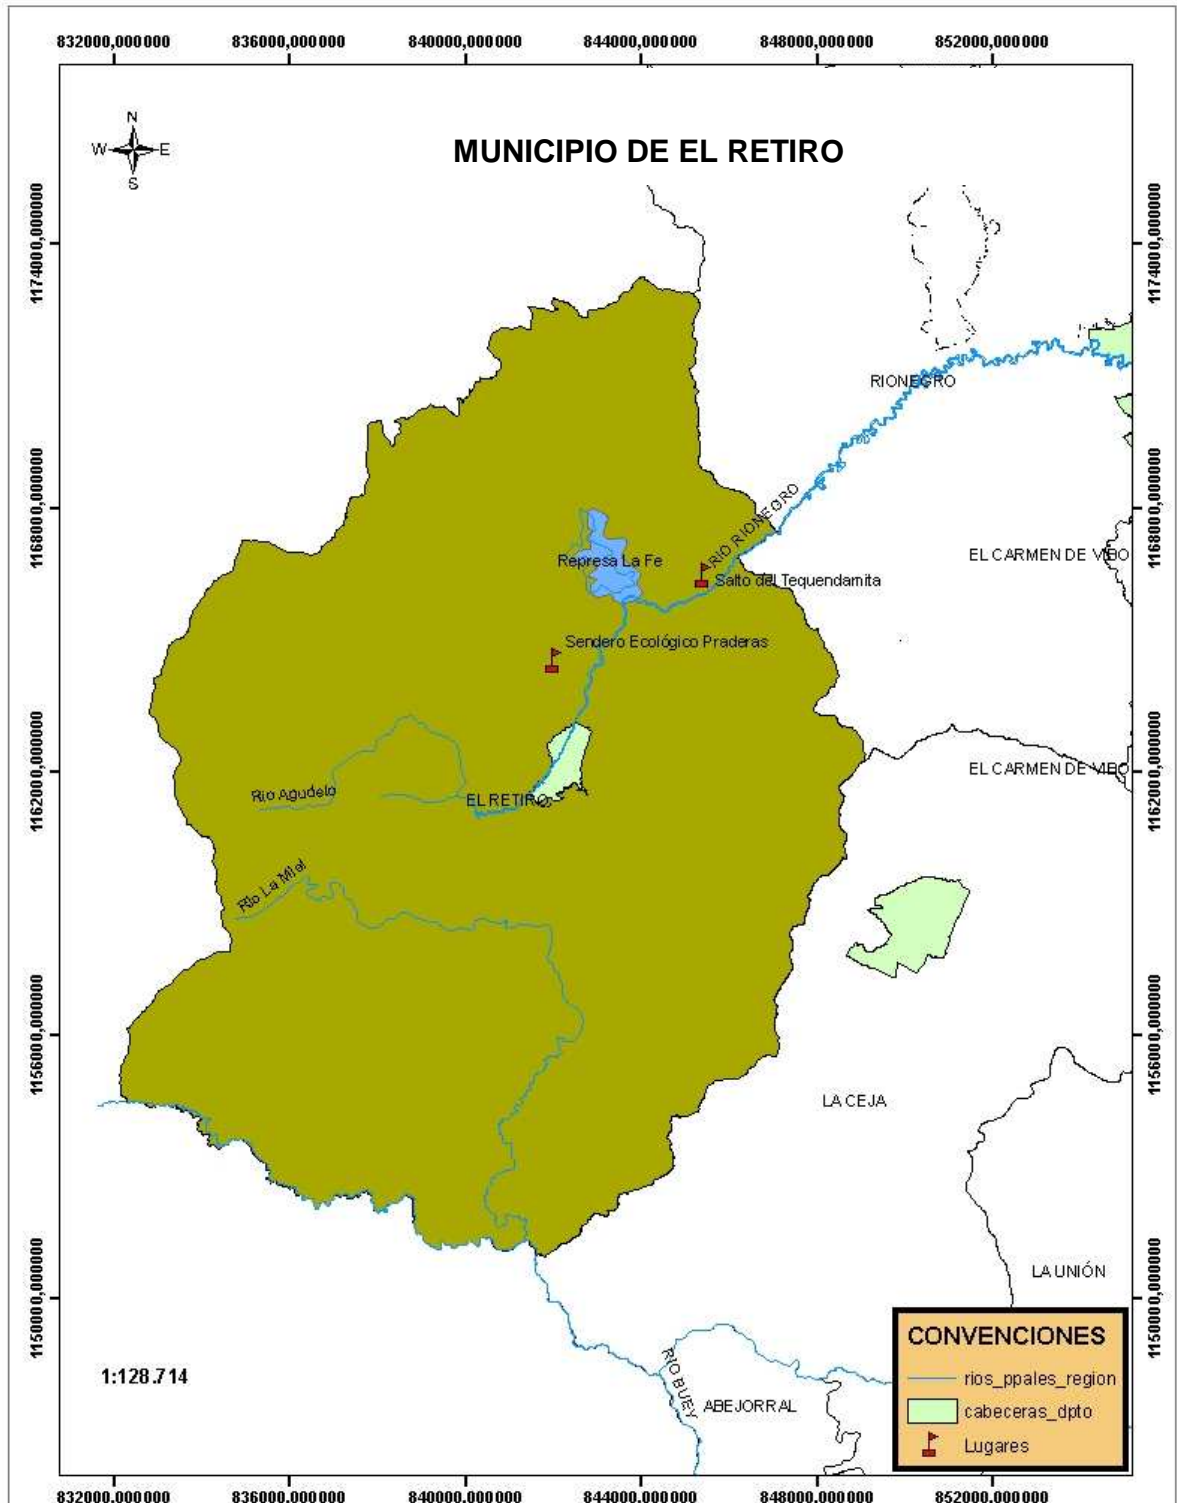 832000,000000 836000,000000 840000,000000 844000,000000 848000,000000 852000,000000
N
W E
S
MUNICIPIO DE EL RETIRO
1174000,000000
1174000,000000
RIONEGRO
1168000,000000
1168000,000000
RIO RIONEGRO
EL CARMEN DE VIBO
Represa La Fe
Salto del Tequendamita
Sendero Ecológico Praderas
1162000,000000
1162000,000000
EL CARMEN DE VIBO
Rio Agudelo
EL RETIRO
Rio La Miel
1156000,000000
1156000,000000
LA CEJA
LA UNIÓN
1150000,000000
1150000,000000
CONVENCIONES
rios_ppales_region
cabeceras_dpto
Lugares
1:128.714
RIO BUEY
ABEJORRAL
832000,000000 836000,000000 840000,000000 844000,000000 848000,000000 852000,000000